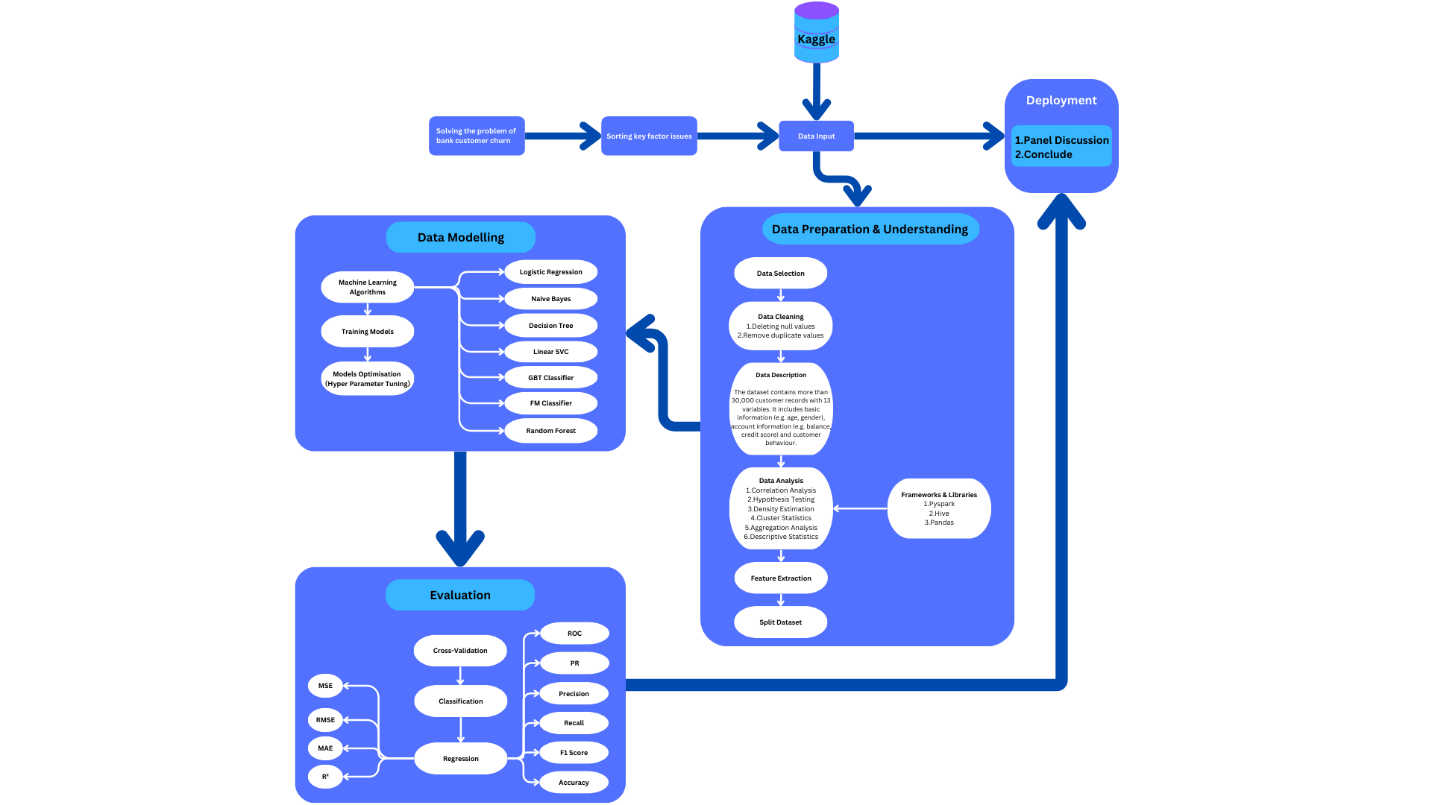 Kaggle
Deployment
1.Panel Discussion
2.Conclude
Solving the problem of
bank customer churn
Sorting key factor issues
Data Input
Data Modelling
Machine Learning
Algorithms
Training Models
Models Optimisation
(Hyper Parameter Tuning)
Logistic Regression
Naive Bayes
Decision Tree
Linear SVC
GBT Classifier
FM Classifier
Random Forest
Data Preparation & Understanding
Data Selection
Data Cleaning
1.Deleting null values
2.Remove duplicate values
Data Description
The dataset contains more than
30,000 customer records with 13
variables. It includes basic
information (e.g. age, gender),
account information (e.g. balance,
credit score) and customer
behaviour.
Data Analysis
1.Correlation Analysis
2.Hypothesis Testing
3.Density Estimation
4.Cluster Statistics
5.Aggregation Analysis
6.Descriptive Statistics
Frameworks & Libraries
1.Pyspark
2.Hive
3.Pandas
Feature Extraction
Split Dataset
Evaluation
Cross-Validation
Classification
Regression
MSE
RMSE
MAE
R²
ROC
PR
Precision
Recall
F1 Score
Accuracy